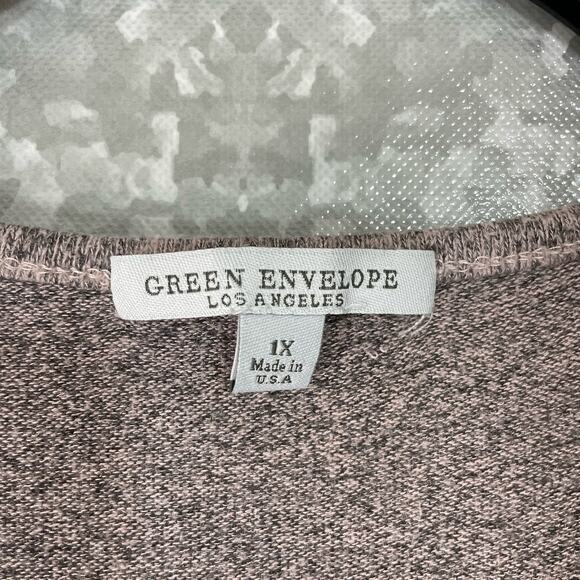 GREEN ENVELOPE
LOS ANGELES
1X
Made in
U.S.A